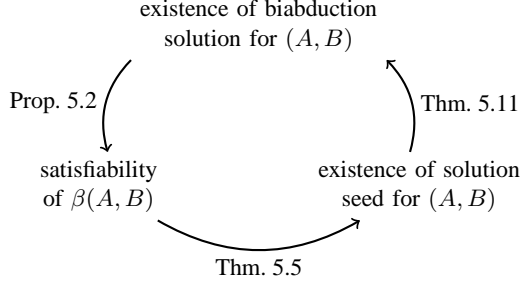 existence of biabduction
solution for (A, B)
Prop. 5.2
Thm. 5.11
satisfiability
of β(A, B)
existence of solution
seed for (A, B)
Thm. 5.5